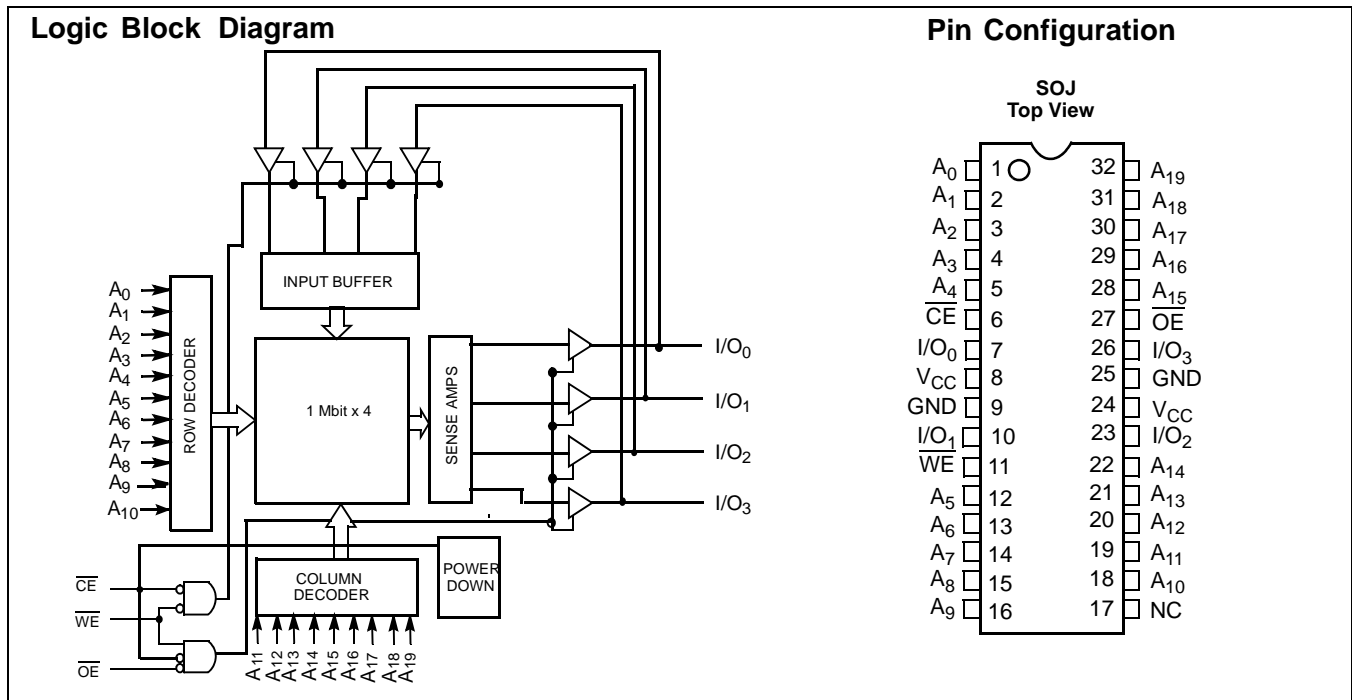 Logic Block Diagram
INPUT BUFFER
A0
A1
A2
A3
A4
A5
A6
A7
A8
A9
A10
ROW DECODER
1 Mbit x 4
SENSE AMPS
I/O0
I/O1
I/O2
I/O3
COLUMN
DECODER
POWER
DOWN
CE
WE
OE
A11
A12
A13
A14
A15
A16
A17
A18
A19
Pin Configuration
SOJ
Top View
A0 1 32 A19
A1 2 31 A18
A2 3 30 A17
A3 4 29 A16
A4 5 28 A15
CE 6 27 OE
I/O0 7 26 I/O3
VCC 8 25 GND
GND 9 24 VCC
I/O1 10 23 I/O2
WE 11 22 A14
A5 12 21 A13
A6 13 20 A12
A7 14 19 A11
A8 15 18 A10
A9 16 17 NC